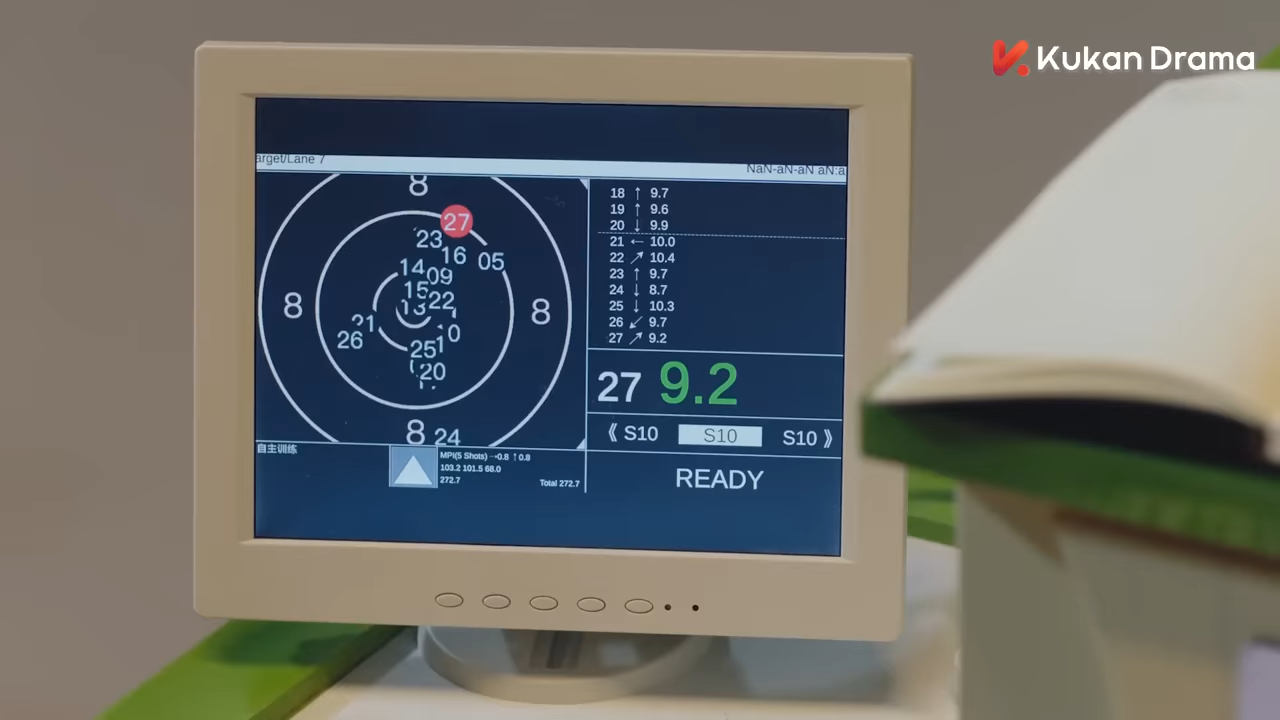 Kukan Drama
arget/Lane 7
NaN-aN-aN aN:a
8
27
23
16
05
14
09
15
22
8
8
21
26
25
20
8
24
18 ↑ 9.7
19 ↑ 9.6
20 ↓ 9.9
21 ← 10.0
22 ↗ 10.4
23 ↑ 9.7
24 ↓ 8.7
25 ↓ 10.3
26 ↙ 9.7
27 ↗ 9.2
27 9.2
《 S10 S10 S10 》
READY
自主训练
MPI(5 Shots) →0.8 ↑0.8
103.2 101.5 68.0
272.7
Total 272.7